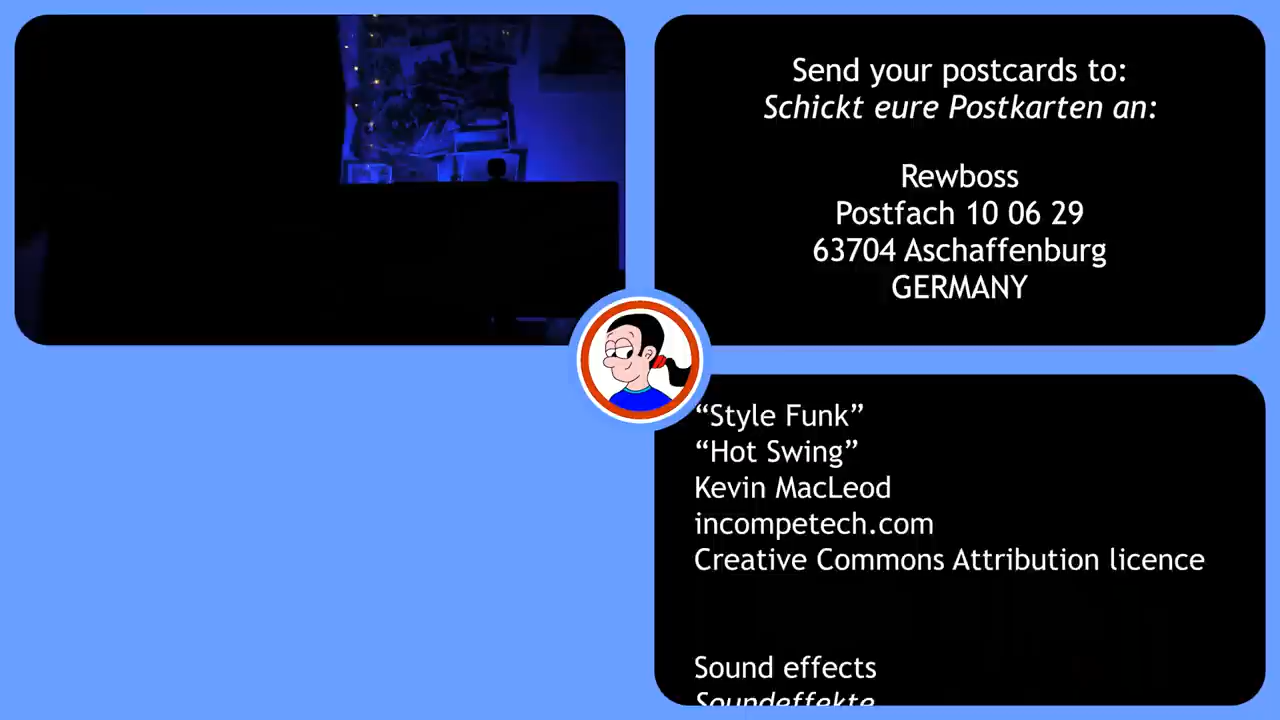 Send your postcards to:
Schickt eure Postkarten an:
Rewboss
Postfach 10 06 29
63704 Aschaffenburg
GERMANY
“Style Funk”
“Hot Swing”
Kevin MacLeod
incompetech.com
Creative Commons Attribution licence
Sound effects
Soundeffekte